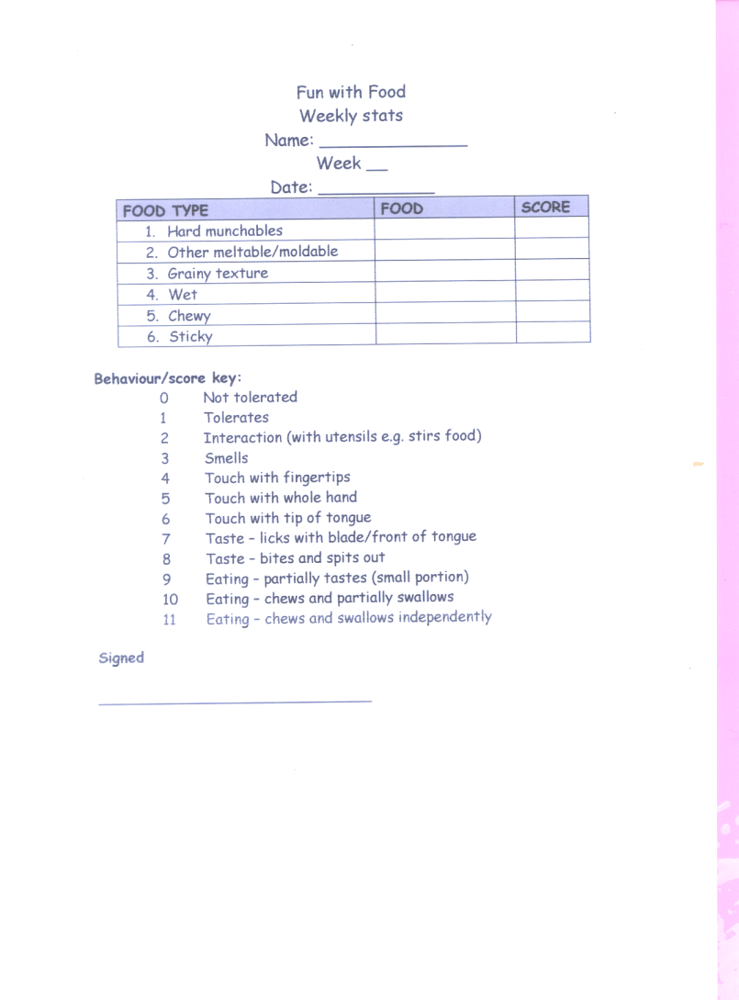 Fun with Food
Weekly stats
Name: _______________
Week __
Date: _____________
FOOD TYPE FOOD SCORE
1. Hard munchables
2. Other meltable/moldable
3. Grainy texture
4. Wet
5. Chewy
6. Sticky
Behaviour/score key:
0 Not tolerated
1 Tolerates
2 Interaction (with utensils e.g. stirs food)
3 Smells
4 Touch with fingertips
5 Touch with whole hand
6 Touch with tip of tongue
7 Taste – licks with blade/front of tongue
8 Taste – bites and spits out
9 Eating – partially tastes (small portion)
10 Eating – chews and partially swallows
11 Eating – chews and swallows independently
Signed